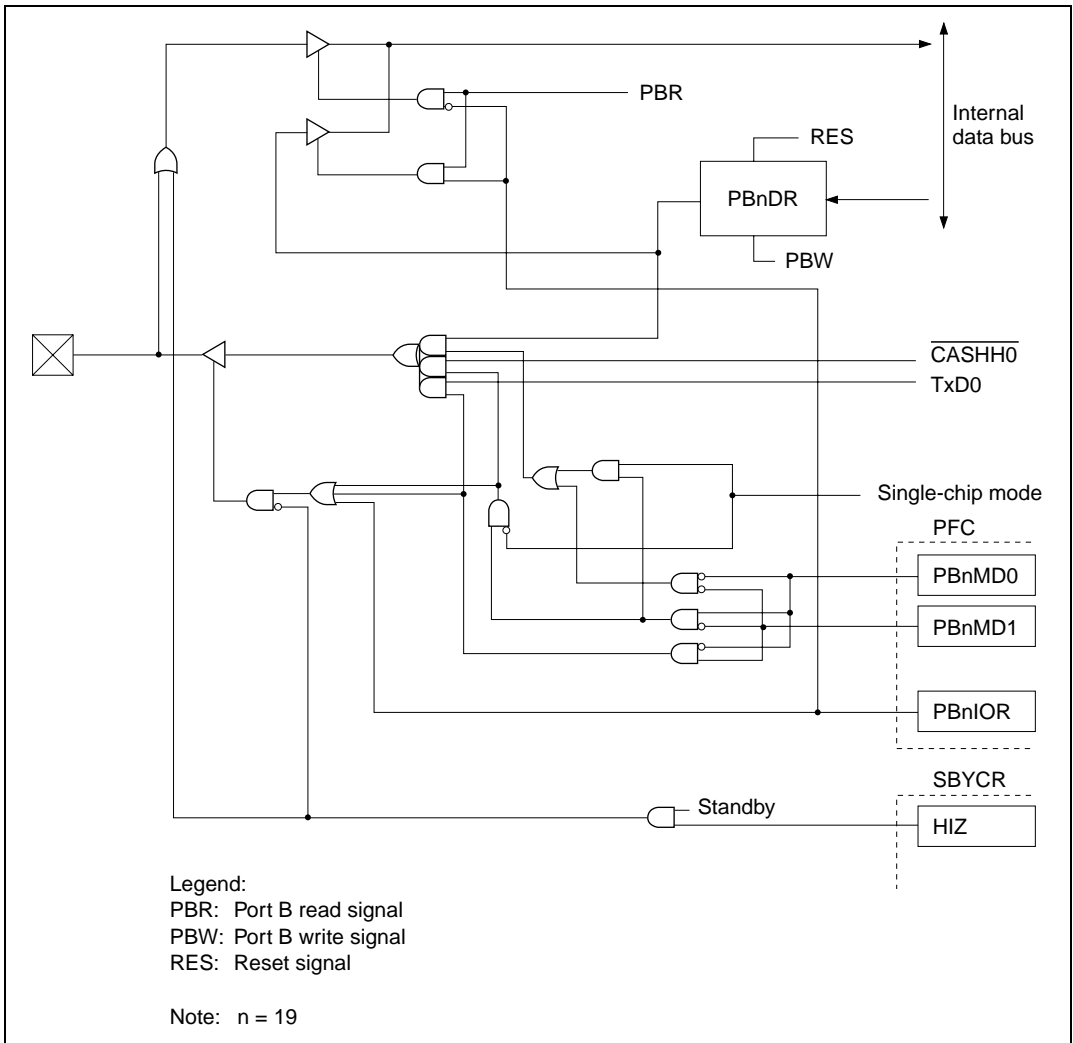 PBR
Internal
data bus
RES
PBnDR
PBW
CASHH0
TxD0
Single-chip mode
PFC
PBnMD0
PBnMD1
PBnIOR
SBYCR
Standby
HIZ
Legend:
PBR: Port B read signal
PBW: Port B write signal
RES: Reset signal
Note: n = 19